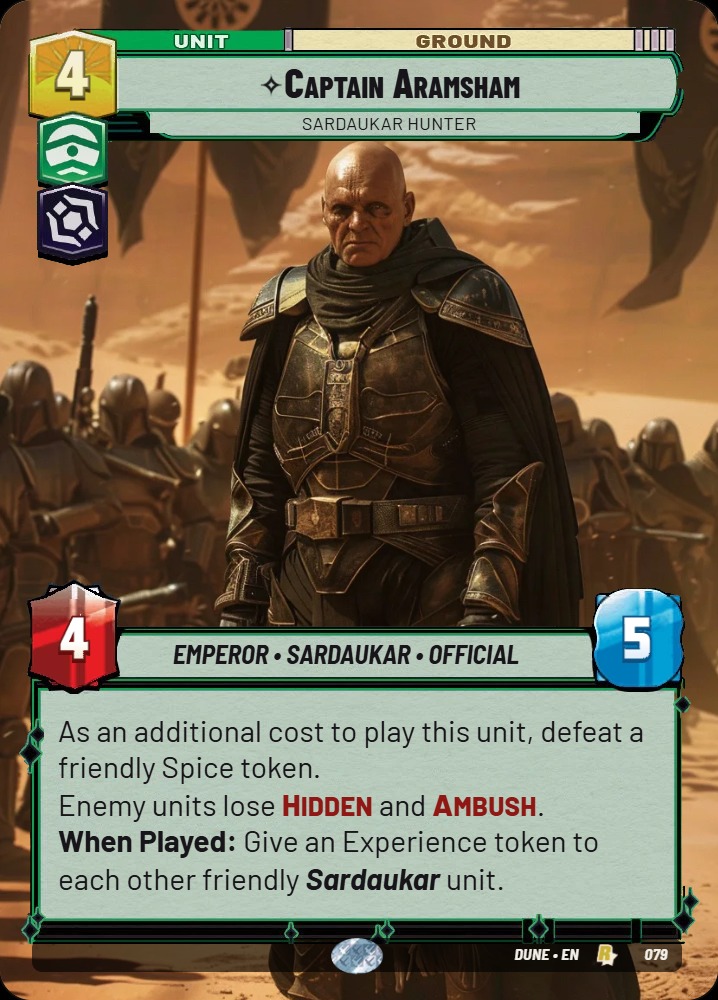 UNIT GROUND
4
✧CAPTAIN ARAMSHAM
SARDAUKAR HUNTER
4
EMPEROR • SARDAUKAR • OFFICIAL
5
As an additional cost to play this unit, defeat a
friendly Spice token.
Enemy units lose HIDDEN and AMBUSH.
When Played: Give an Experience token to
each other friendly Sardaukar unit.
DUNE • EN R 079